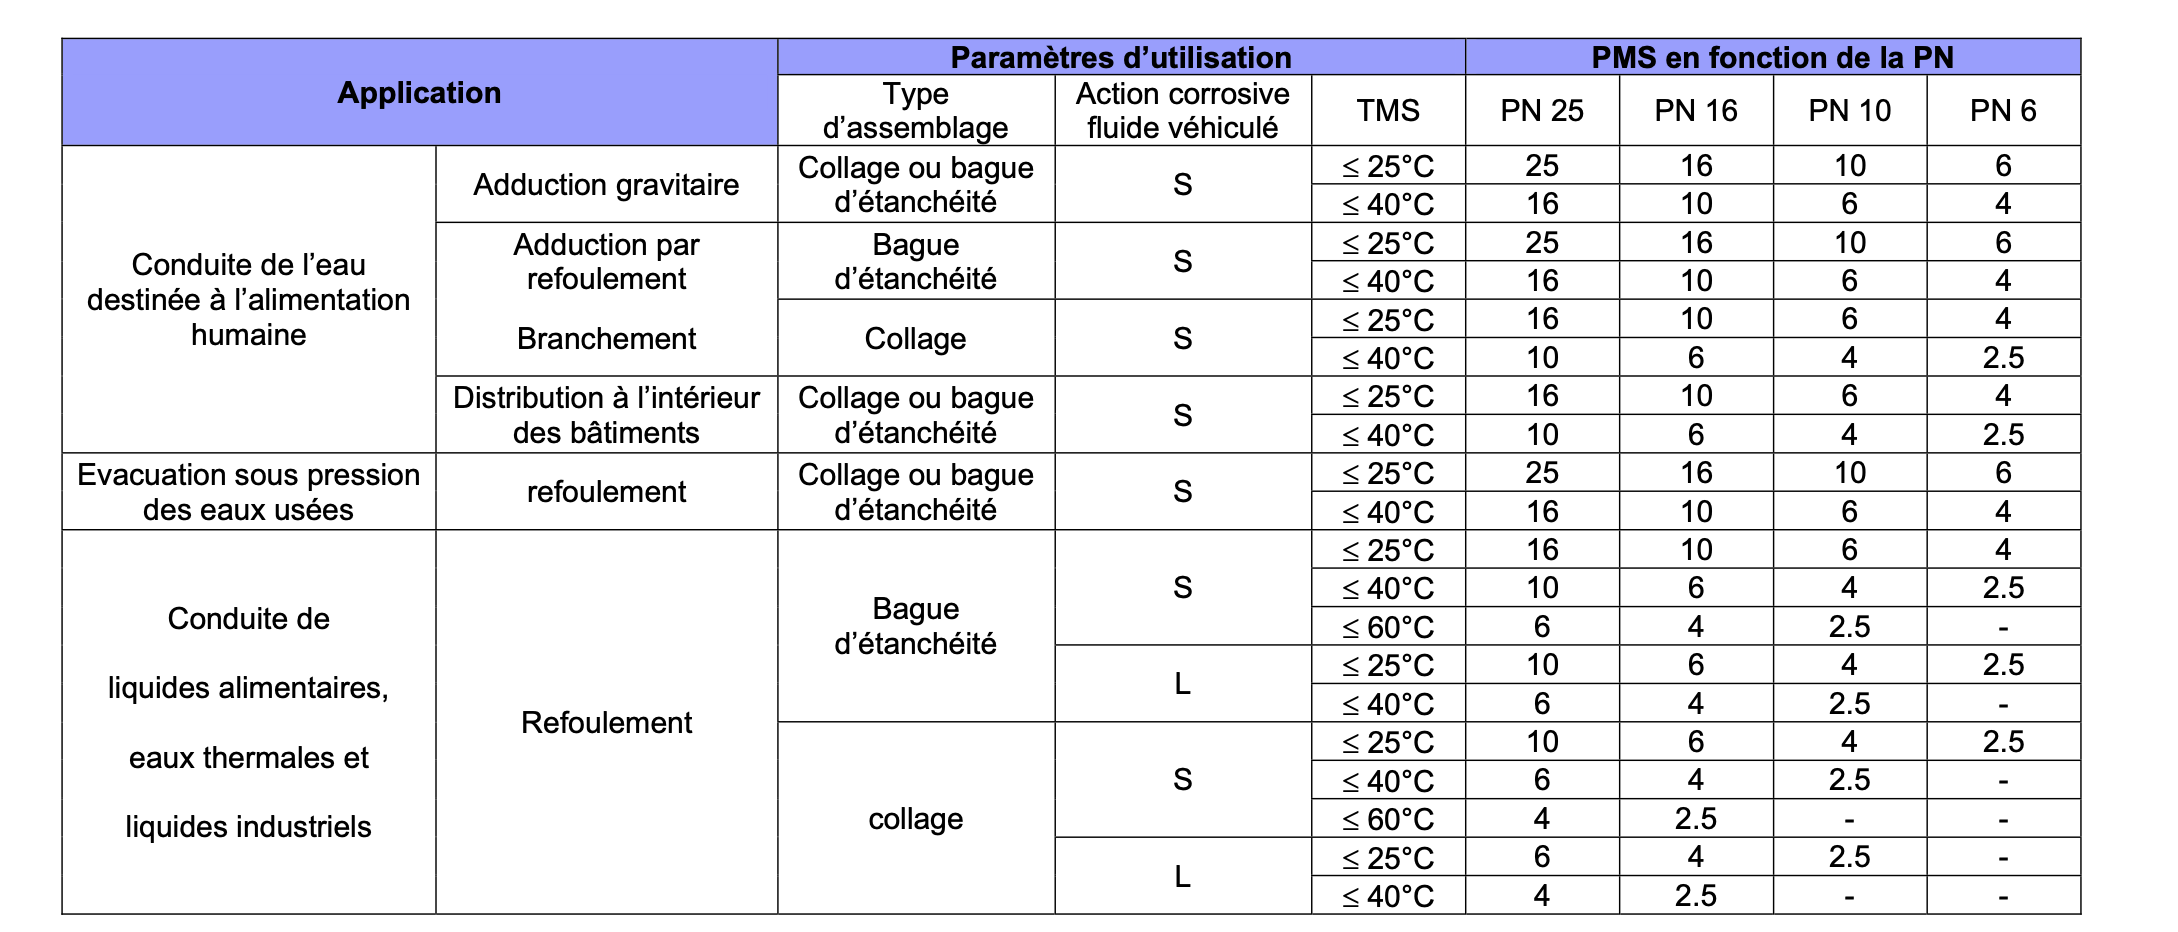 Application
Paramètres d’utilisation
PMS en fonction de la PN
Type
d’assemblage
Action corrosive
fluide véhiculé
TMS
PN 25
PN 16
PN 10
PN 6
Conduite de l’eau
destinée à l’alimentation
humaine
Adduction gravitaire
Collage ou bague
d’étanchéité
S
≤ 25°C 25 16 10 6
≤ 40°C 16 10 6 4
Adduction par
refoulement
Branchement
Bague
d’étanchéité
S
≤ 25°C 25 16 10 6
≤ 40°C 16 10 6 4
Collage
S
≤ 25°C 16 10 6 4
≤ 40°C 10 6 4 2.5
Distribution à l’intérieur
des bâtiments
Collage ou bague
d’étanchéité
S
≤ 25°C 16 10 6 4
≤ 40°C 10 6 4 2.5
Evacuation sous pression
des eaux usées
refoulement
Collage ou bague
d’étanchéité
S
≤ 25°C 25 16 10 6
≤ 40°C 16 10 6 4
Conduite de
liquides alimentaires,
eaux thermales et
liquides industriels
Refoulement
Bague
d’étanchéité
S
≤ 25°C 16 10 6 4
≤ 40°C 10 6 4 2.5
≤ 60°C 6 4 2.5 -
L
≤ 25°C 10 6 4 2.5
≤ 40°C 6 4 2.5 -
collage
S
≤ 25°C 10 6 4 2.5
≤ 40°C 6 4 2.5 -
≤ 60°C 4 2.5 - -
L
≤ 25°C 6 4 2.5 -
≤ 40°C 4 2.5 - -